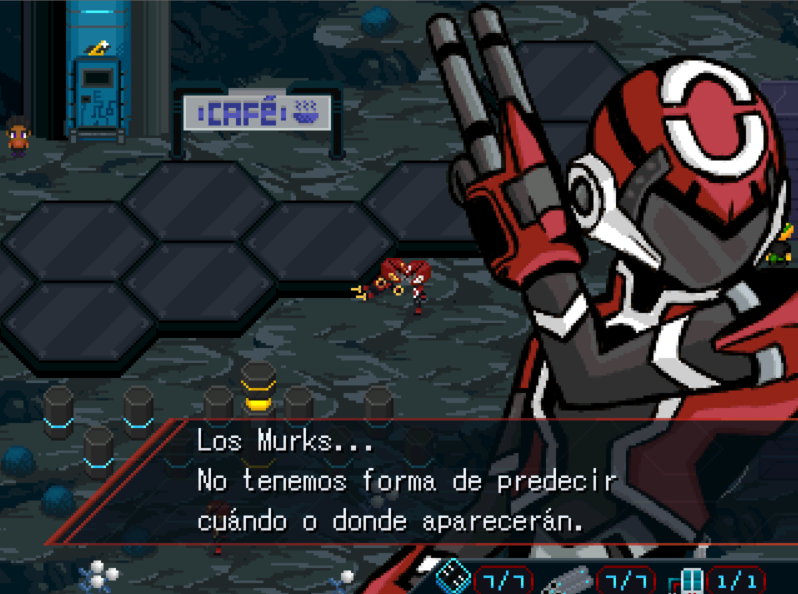 CAFÉ
Los Murks...
No tenemos forma de predecir
cuándo o donde aparecerán.
7/7 7/7 1/1